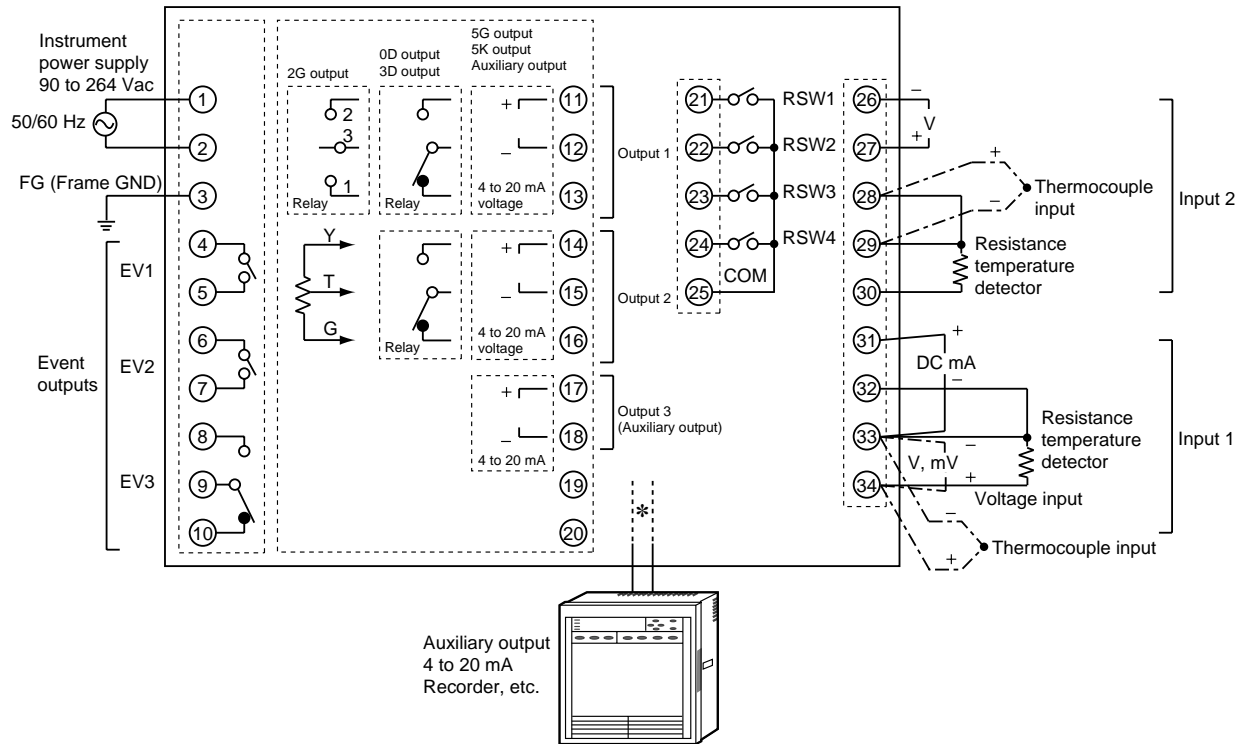 Instrument
power supply
90 to 264 Vac
50/60 Hz
FG (Frame GND)
Event
outputs
EV1
EV2
EV3
1
2
3
4
5
6
7
8
9
10
2G output
2
3
1
Relay
0D output
3D output
Relay
5G output
5K output
Auxiliary output
+
−
4 to 20 mA
voltage
Y
T
G
Relay
+
−
4 to 20 mA
voltage
+
−
4 to 20 mA
11
12
13
14
15
16
17
18
19
20
Output 1
Output 2
Output 3
(Auxiliary output)
21
22
23
24
25
RSW1
RSW2
RSW3
RSW4
COM
26
27
28
29
30
31
32
33
34
−
V
+
+
−
Thermocouple
input
Resistance
temperature
detector
Input 2
+
DC mA
−
Resistance
temperature
detector
−
V, mV
+
Voltage input
−
+
Thermocouple input
Input 1
*
Auxiliary output
4 to 20 mA
Recorder, etc.